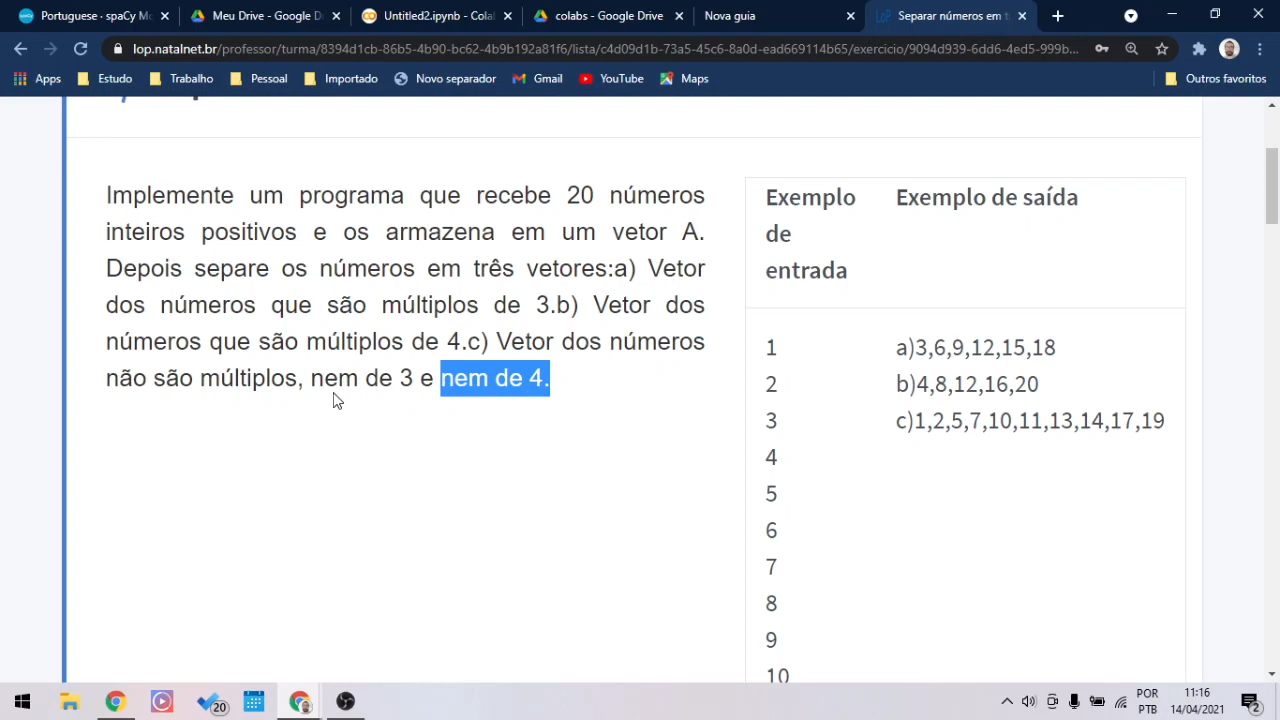 Portuguese · spaCy Mo
Meu Drive - Google D
Untitled2.ipynb - Colal
colabs - Google Drive
Nova guia
Separar números em t
lop.natalnet.br/professor/turma/8394d1cb-86b5-4b90-bc62-4b9b192a81f6/lista/c4d09d1b-73a5-45c6-8a0d-ead669114b65/exercicio/9094d939-6dd6-4ed5-999b...
Apps
Estudo
Trabalho
Pessoal
Importado
Novo separador
Gmail
YouTube
Maps
Outros favoritos
Implemente um programa que recebe 20 números
inteiros positivos e os armazena em um vetor A.
Depois separe os números em três vetores:a) Vetor
dos números que são múltiplos de 3.b) Vetor dos
números que são múltiplos de 4.c) Vetor dos números
não são múltiplos, nem de 3 e nem de 4.
Exemplo
de
entrada
Exemplo de saída
1
2
3
4
5
6
7
8
9
10
a)3,6,9,12,15,18
b)4,8,12,16,20
c)1,2,5,7,10,11,13,14,17,19
20
POR
PTB
11:16
14/04/2021
2